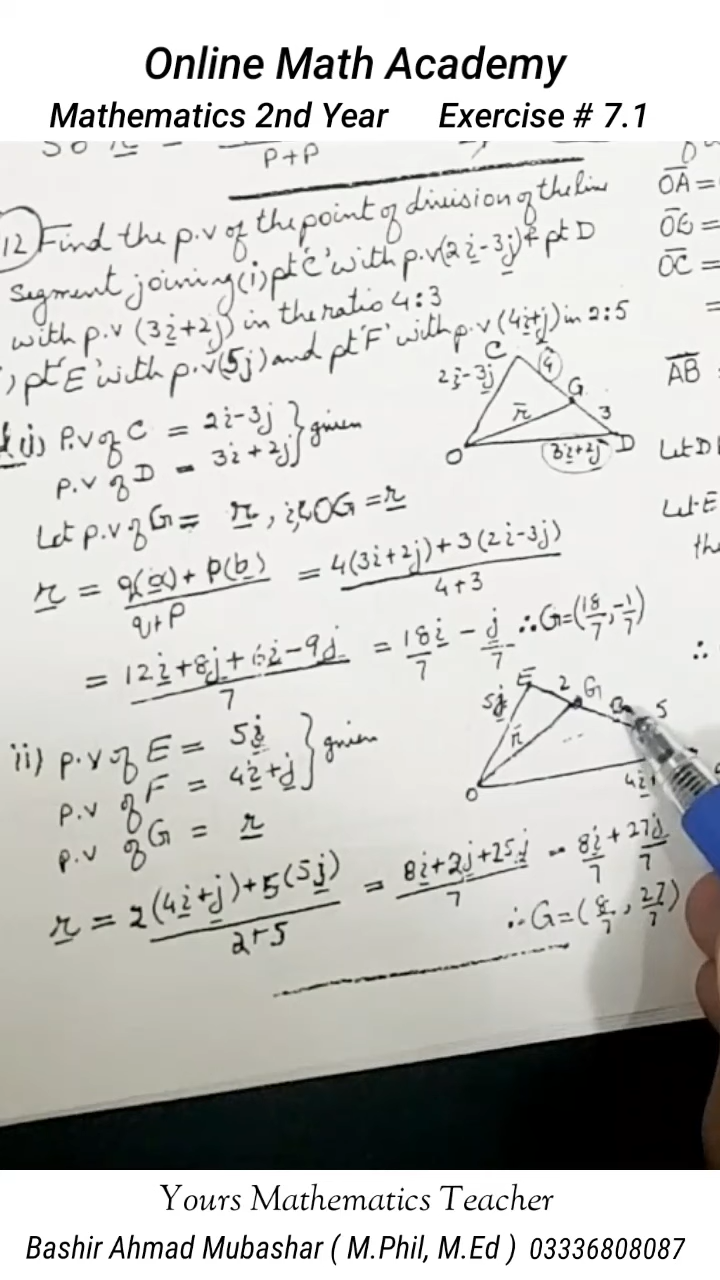 Online Math Academy
Mathematics 2nd Year Exercise # 7.1
So r =
P+P
12) Find the p.v of the point of division of the line
Segment joining (i) pt 'C' with p.v (2i-3j) & pt D
with p.v (3i+2j) in the ratio 4:3
) pt 'E' with p.v (5j) and pt 'F' with p.v (4i+j) in 2:5
C 4 G 3 D
2i-3j r
O 3i+2j
(i) P.v of C = 2i-3j } given
p.v of D = 3i+2j
Let p.v of G = r, i.e, OG = r
r = q(a) + p(b) / q+p = 4(3i+2j) + 3(2i-3j) / 4+3
= 12i+8j+6i-9j / 7 = 18i/7 - j/7 ∴ G=(18/7, -1/7)
E 2 G 5
5j r
O 4i
ii) p.v of E = 5j } given
p.v of F = 4i+j
p.v of G = r
r = 2(4i+j)+5(5j) / 2+5 = 8i+2j+25j / 7 = 8i/7 + 27j/7
∴ G=(8/7, 27/7)
OA =
OC =
AB
Let D
Let E
the
∴
Yours Mathematics Teacher
Bashir Ahmad Mubashar ( M.Phil, M.Ed ) 03336808087